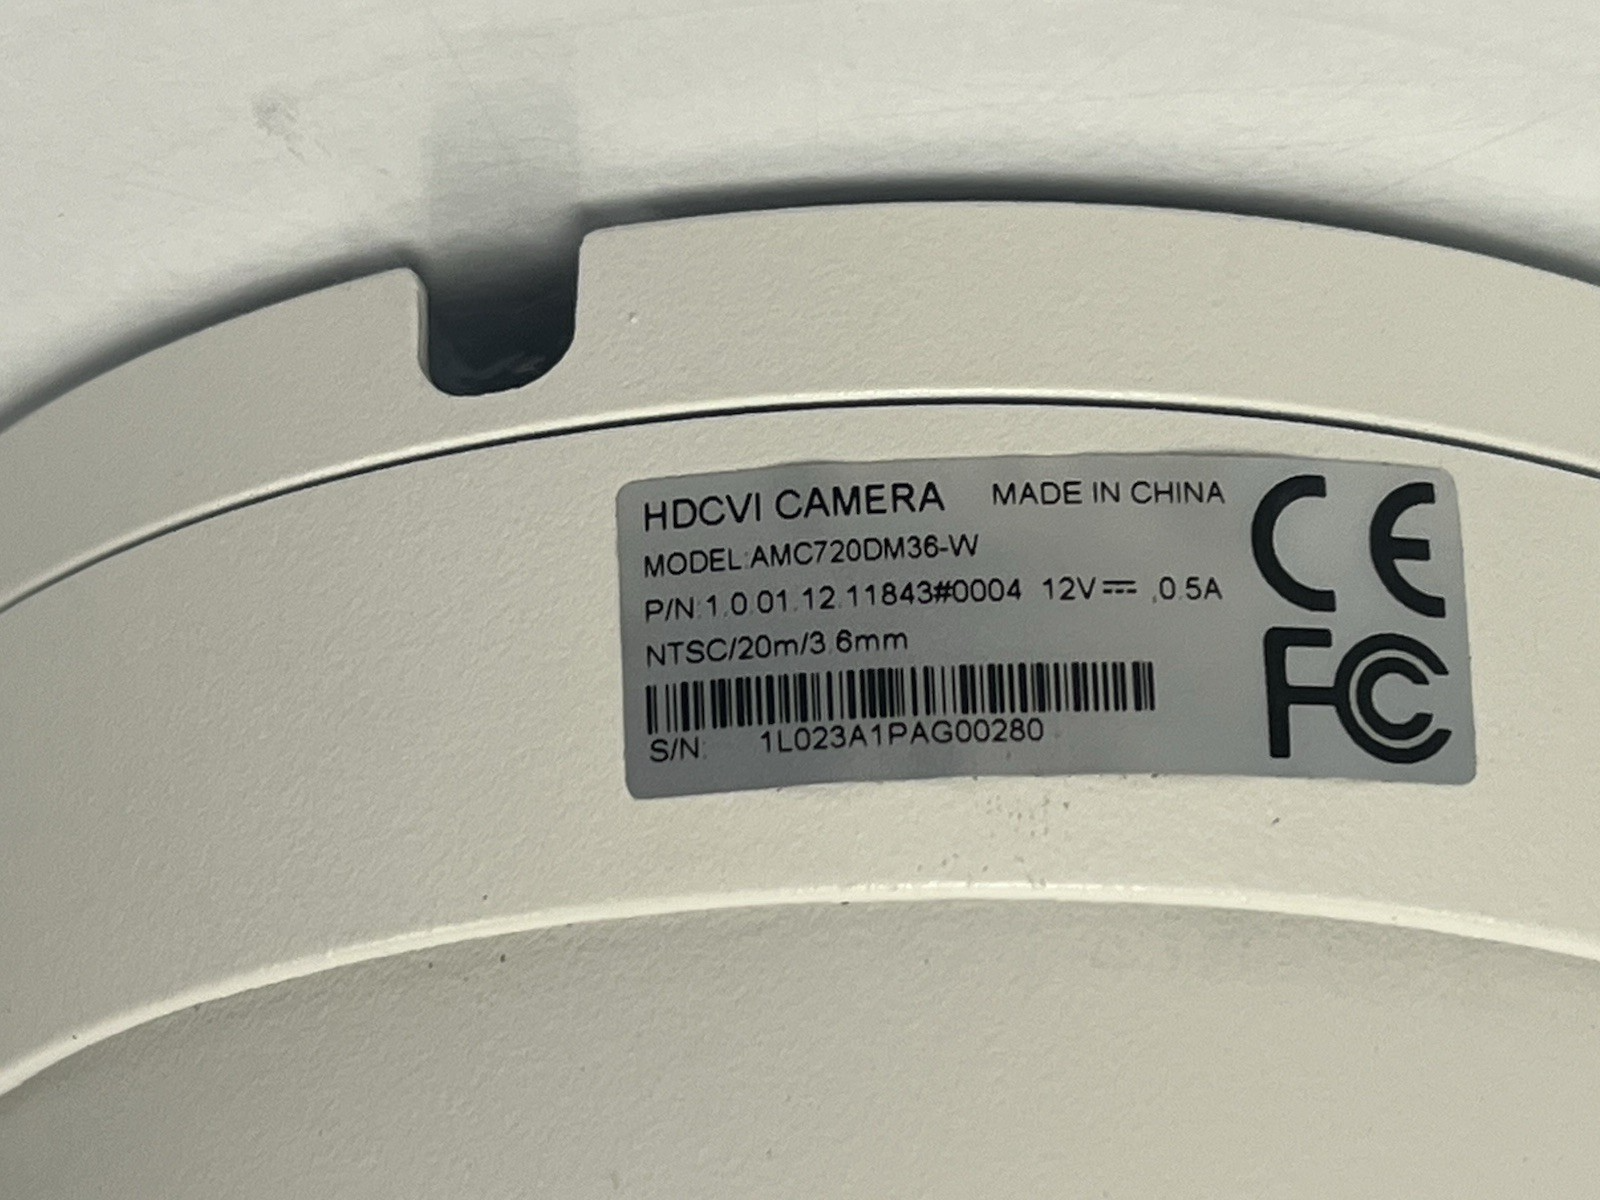 HDCVI CAMERA MADE IN CHINA
MODEL:AMC720DM36-W
P/N:1.0.01.12.11843#0004 12V⎓ ,0.5A
NTSC/20m/3.6mm
S/N: 1L023A1PAG00280
CE
FC